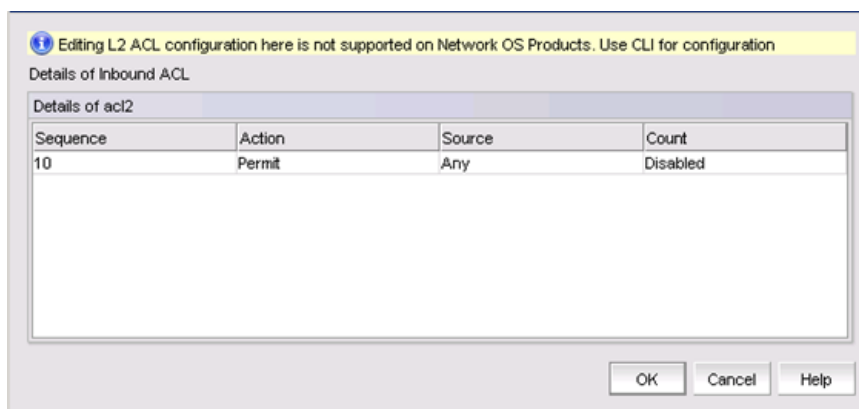 Editing L2 ACL configuration here is not supported on Network OS Products. Use CLI for configuration
Details of Inbound ACL
Details of acl2
Sequence Action Source Count
10 Permit Any Disabled
OK Cancel Help